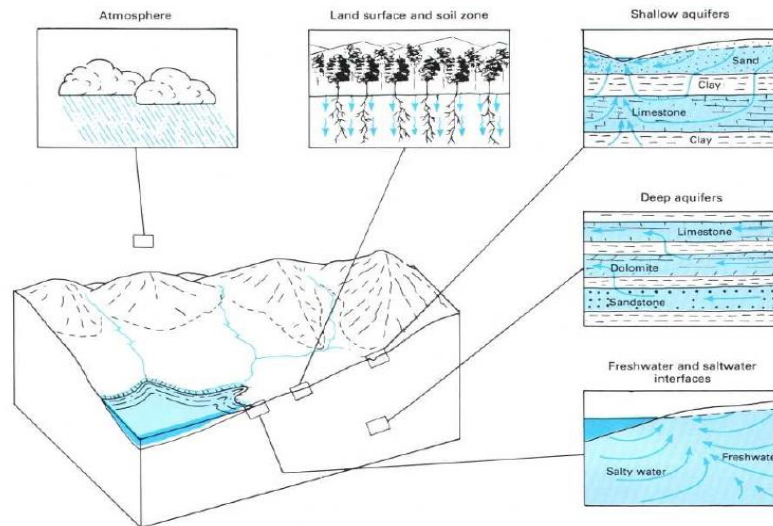 Atmosphere
Land surface and soil zone
Shallow aquifers
Sand
Clay
Limestone
Clay
Deep aquifers
Limestone
Dolomite
Sandstone
Freshwater and saltwater
interfaces
Salty water
Freshwater